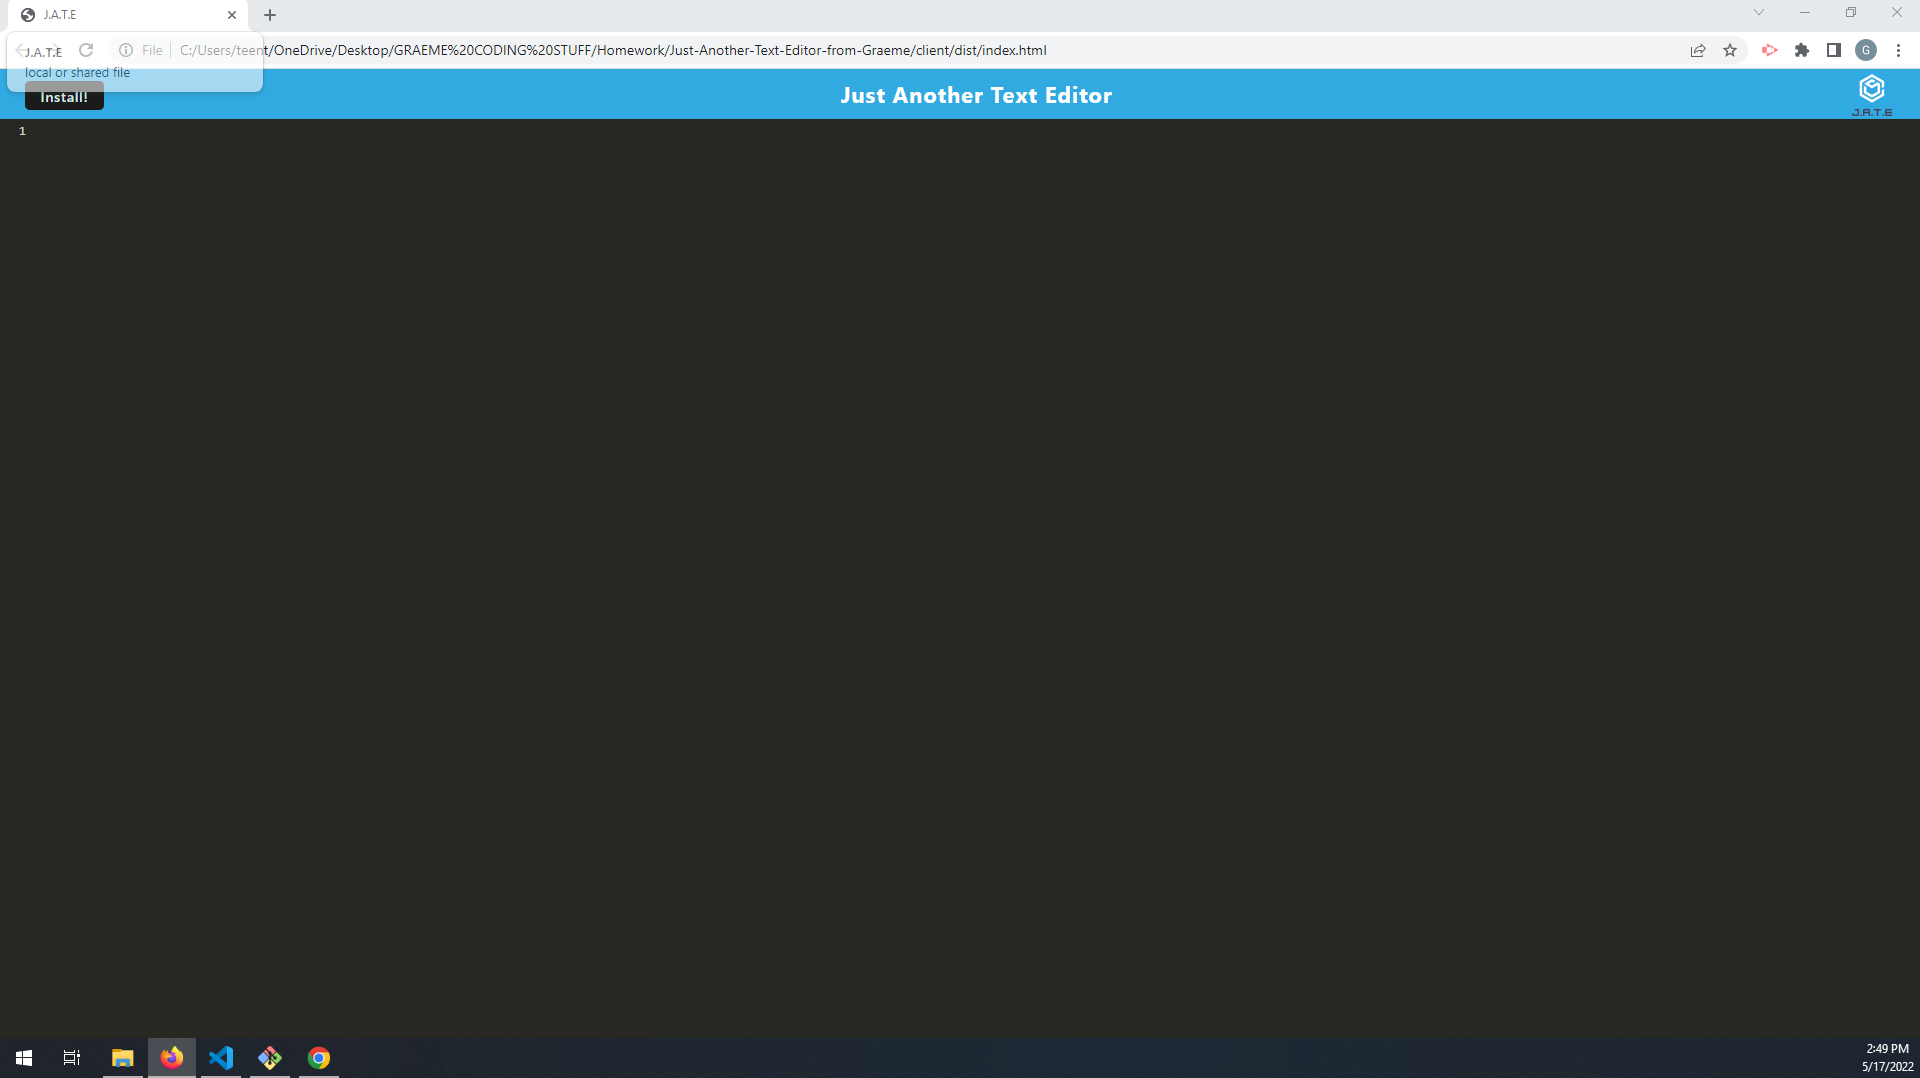 J.A.T.E
J.A.T.E
File
C:/Users/teent/OneDrive/Desktop/GRAEME%20CODING%20STUFF/Homework/Just-Another-Text-Editor-from-Graeme/client/dist/index.html
G
local or shared file
Install!
Just Another Text Editor
J.A.T.E
1
2:49 PM
5/17/2022